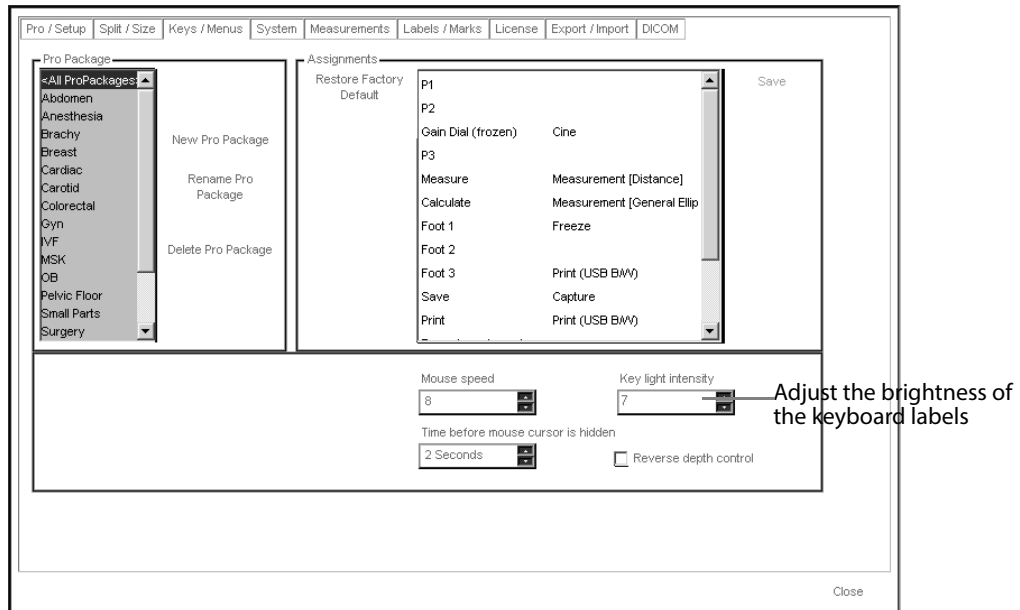 Pro / Setup Split / Size Keys / Menus System Measurements Labels / Marks License Export / Import DICOM
Pro Package
<All ProPackages>
Abdomen
Anesthesia
Brachy
Breast
Cardiac
Carotid
Colorectal
Gyn
IVF
MSK
OB
Pelvic Floor
Small Parts
Surgery
New Pro Package
Rename Pro
Package
Delete Pro Package
Assignments
Restore Factory
Default
P1
P2
Gain Dial (frozen) Cine
P3
Measure Measurement [Distance]
Calculate Measurement [General Ellip
Foot 1 Freeze
Foot 2
Foot 3 Print (USB B/W)
Save Capture
Print Print (USB B/W)
Save
Mouse speed
8
Key light intensity
7
Adjust the brightness of
the keyboard labels
Time before mouse cursor is hidden
2 Seconds
Reverse depth control
Close